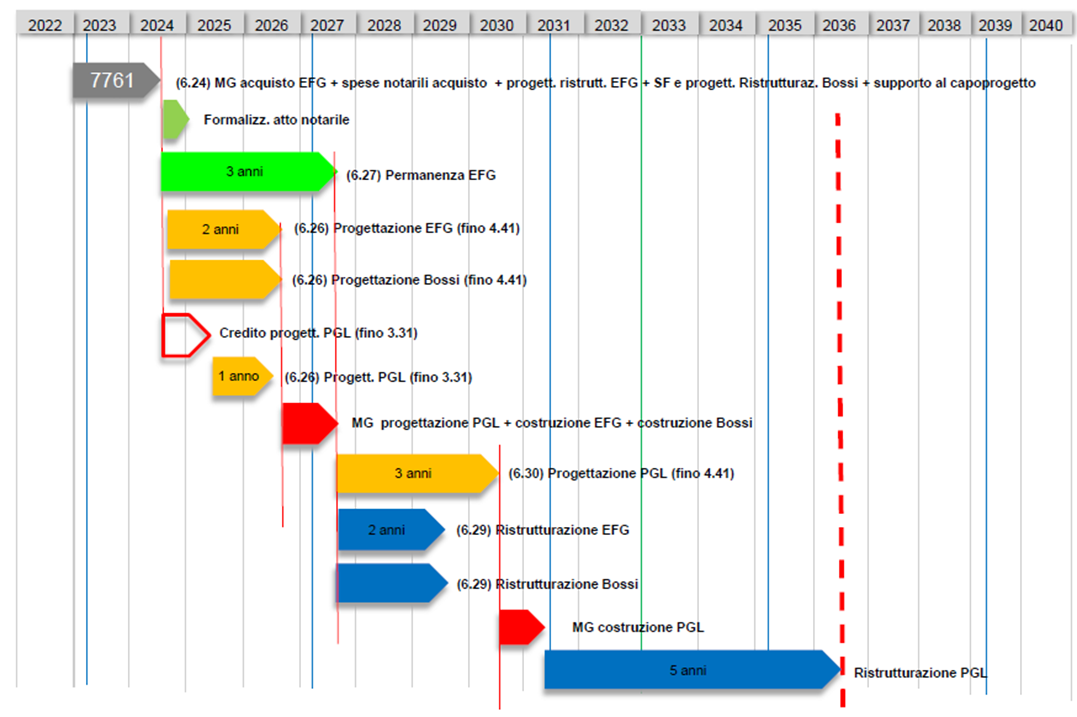 2022 2023 2024 2025 2026 2027 2028 2029 2030 2031 2032 2033 2034 2035 2036 2037 2038 2039 2040
7761 (6.24) MG acquisto EFG + spese notarili acquisto + progett. ristrutt. EFG + SF e progett. Ristrutturaz. Bossi + supporto al capoprogetto
Formalizz. atto notarile
3 anni (6.27) Permanenza EFG
2 anni (6.26) Progettazione EFG (fino 4.41)
(6.26) Progettazione Bossi (fino 4.41)
Credito progett. PGL (fino 3.31)
1 anno (6.26) Progett. PGL (fino 3.31)
MG progettazione PGL + costruzione EFG + costruzione Bossi
3 anni (6.30) Progettazione PGL (fino 4.41)
2 anni (6.29) Ristrutturazione EFG
(6.29) Ristrutturazione Bossi
MG costruzione PGL
5 anni Ristrutturazione PGL